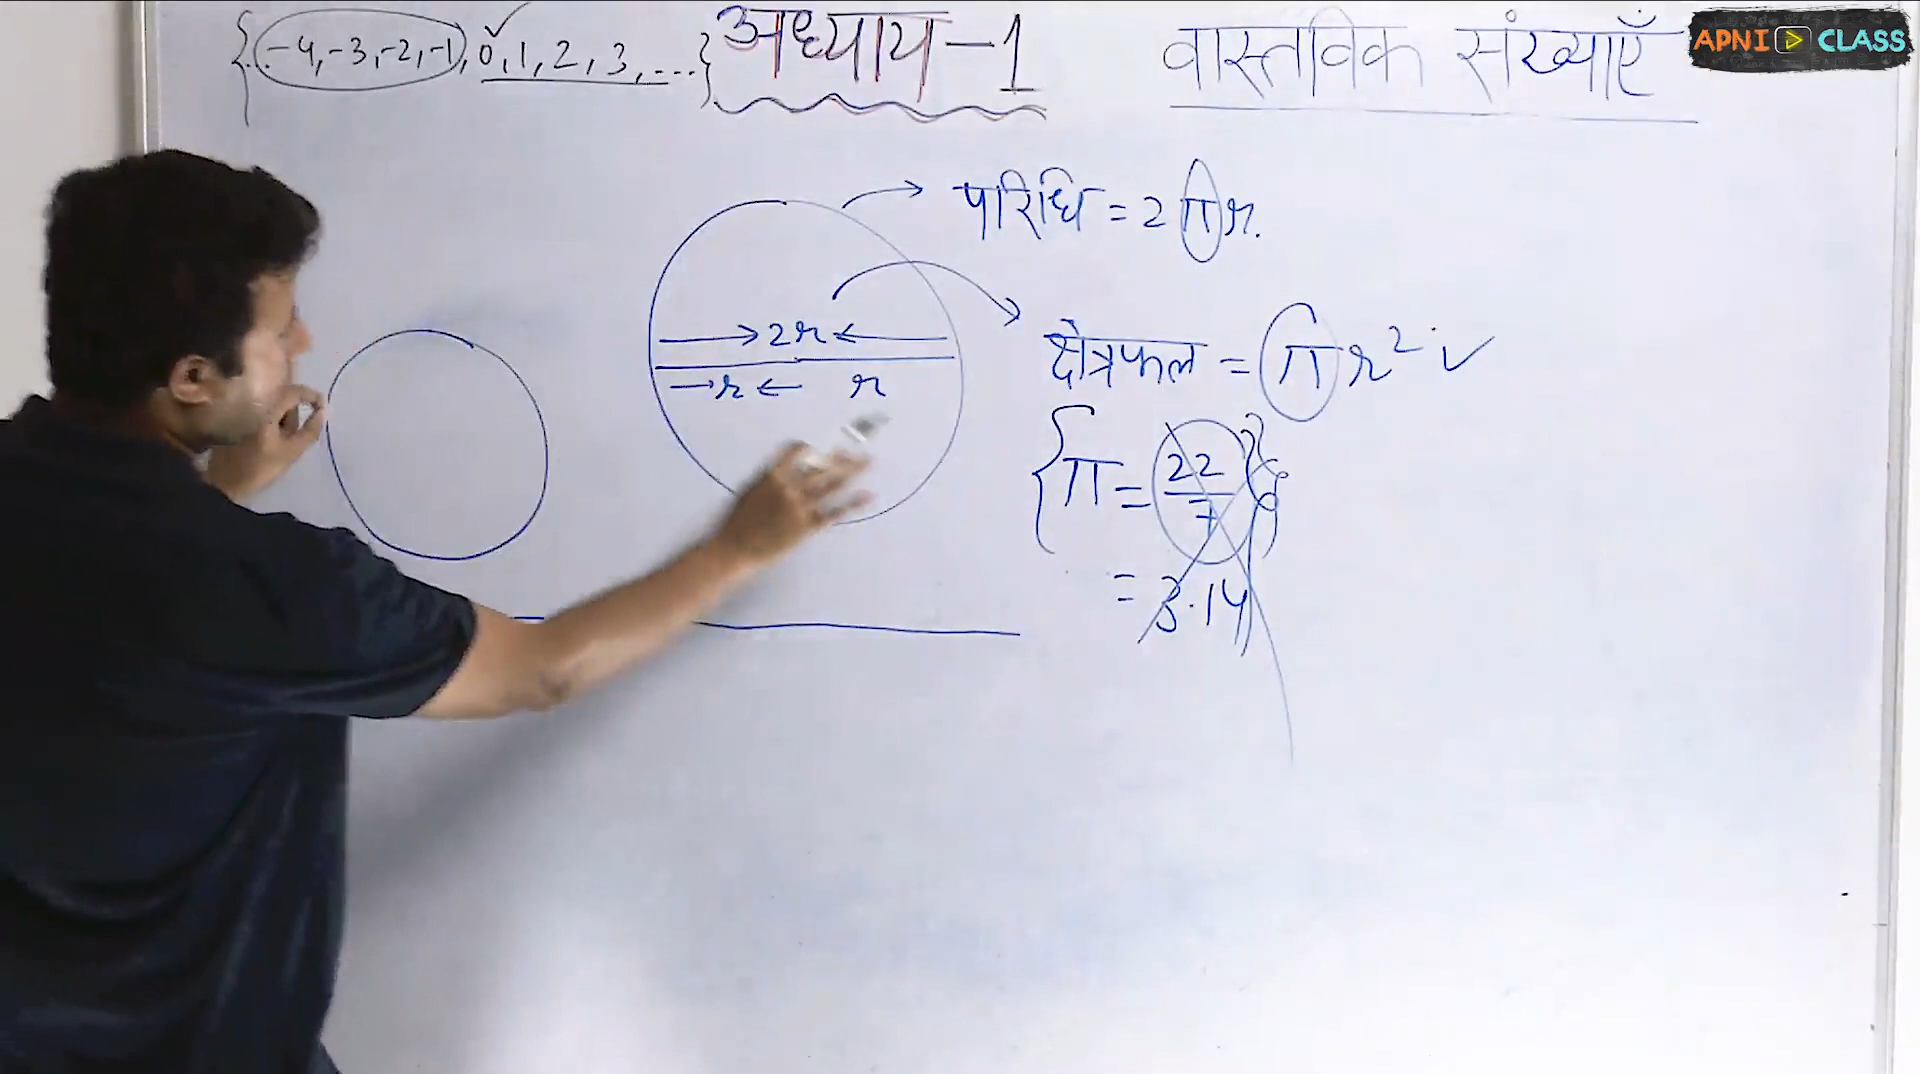 {...-4,-3,-2,-1, 0,1,2,3,...} अध्याय-1 वास्तविक संख्याएँ
APNI CLASS
परिधि = 2πr.
→2r←
क्षेत्रफल = πr² ✓
→r← r
{π = 22/7}
= 3.14